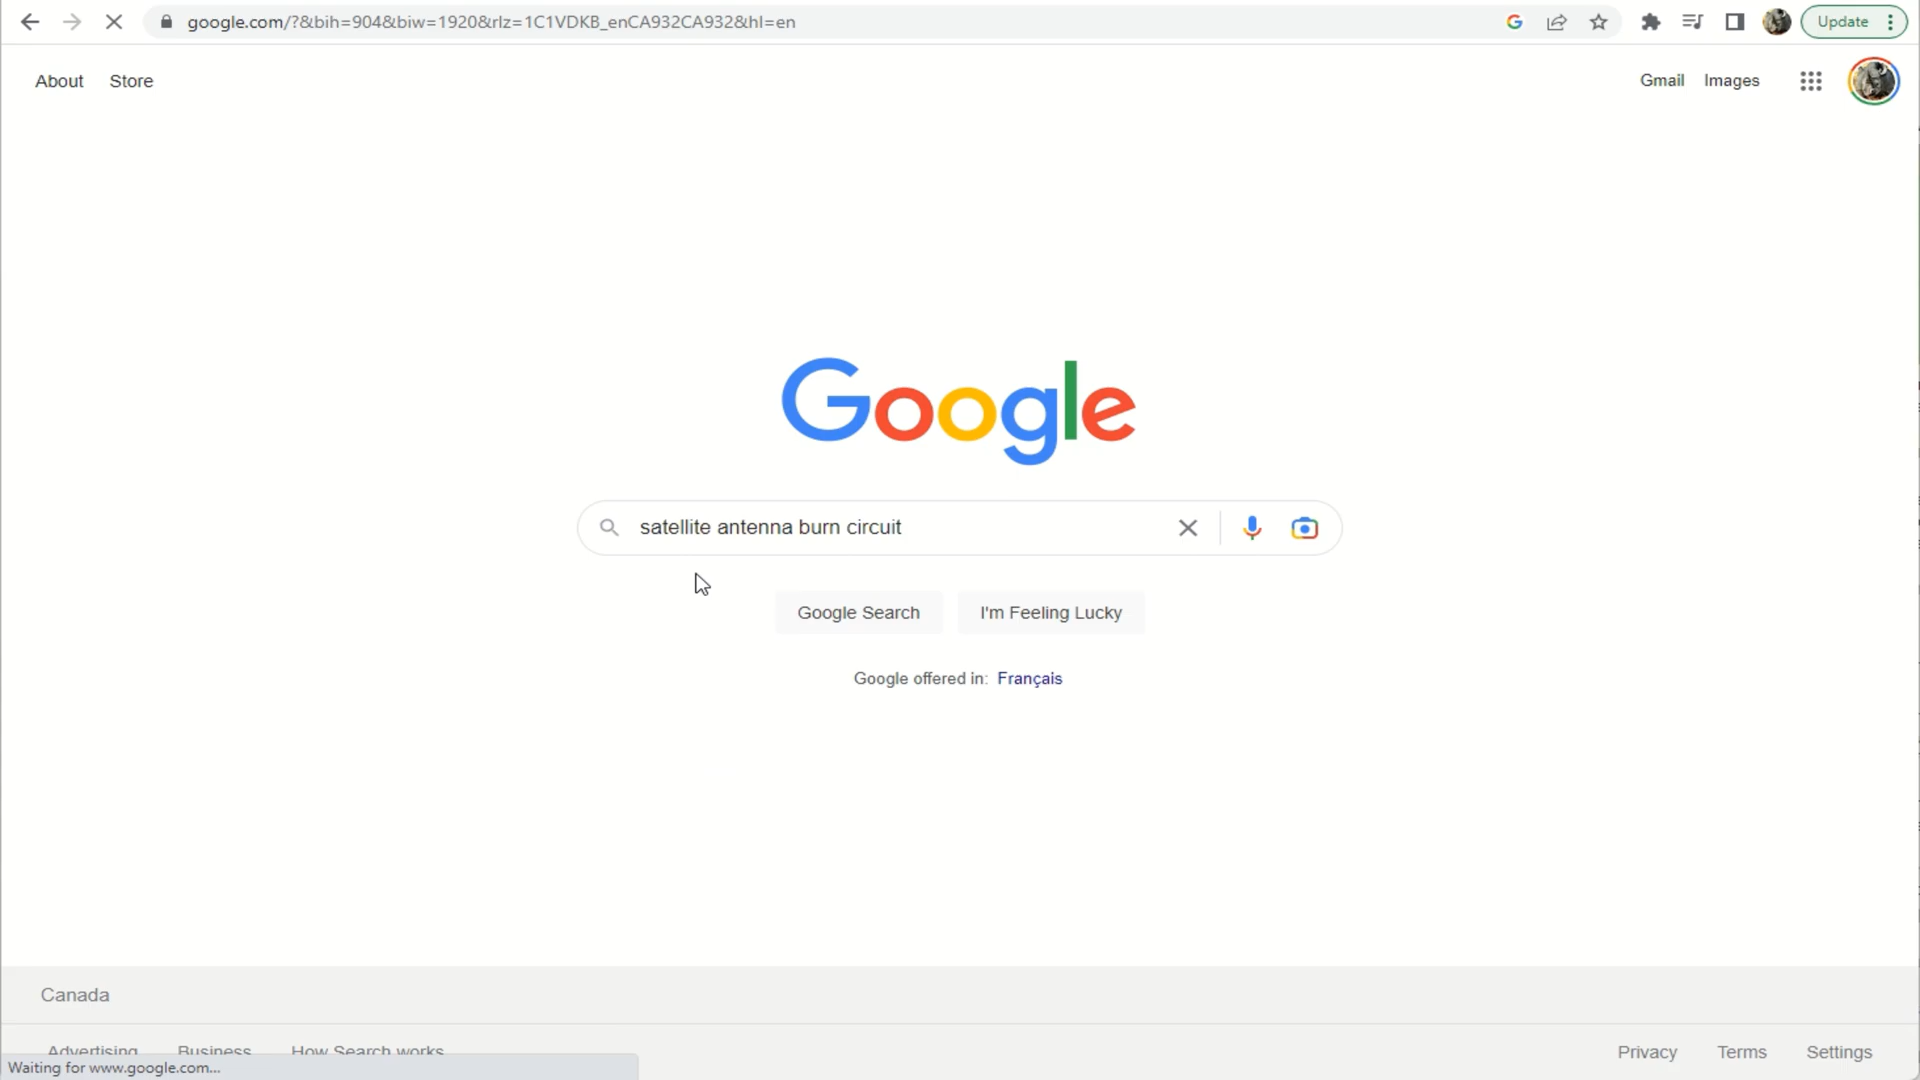 google.com/?&bih=904&biw=1920&rlz=1C1VDKB_enCA932CA932&hl=en
Update
About Store
Gmail Images
Google
satellite antenna burn circuit
Google Search I'm Feeling Lucky
Google offered in: Français
Canada
Advertising Business How Search works
Privacy Terms Settings
Waiting for www.google.com...